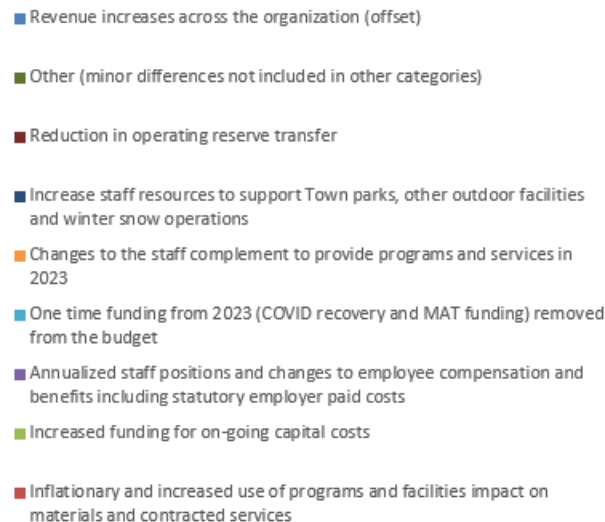 Revenue increases across the organization (offset)
Other (minor differences not included in other categories)
Reduction in operating reserve transfer
Increase staff resources to support Town parks, other outdoor facilities
and winter snow operations
Changes to the staff complement to provide programs and services in
2023
One time funding from 2023 (COVID recovery and MAT funding) removed
from the budget
Annualized staff positions and changes to employee compensation and
benefits including statutory employer paid costs
Increased funding for on-going capital costs
Inflationary and increased use of programs and facilities impact on
materials and contracted services